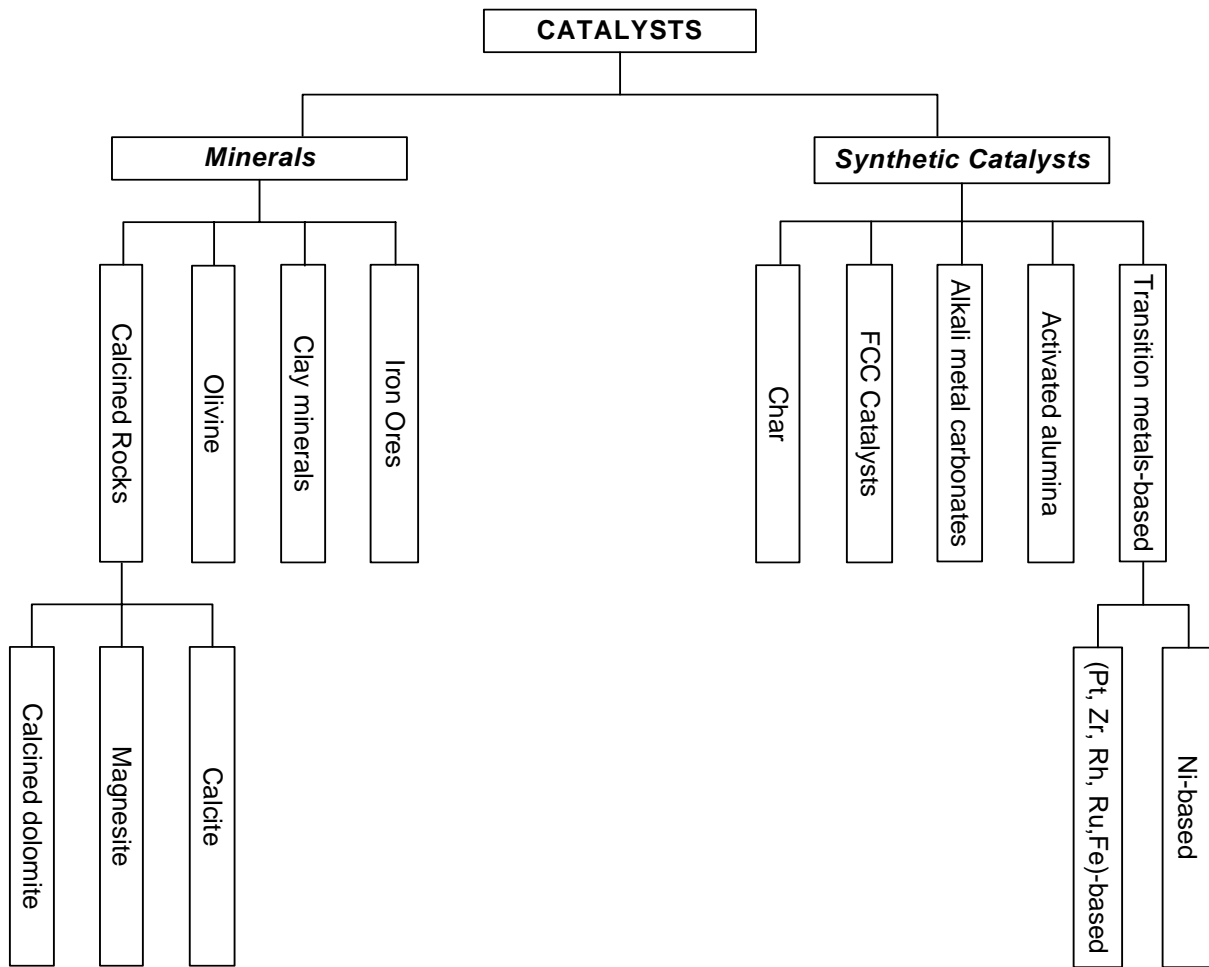 CATALYSTS
Minerals
Synthetic Catalysts
Calcined Rocks
Olivine
Clay minerals
Iron Ores
Char
FCC Catalysts
Alkali metal carbonates
Activated alumina
Transition metals-based
Calcined dolomite
Magnesite
Calcite
(Pt, Zr, Rh, Ru,Fe)-based
Ni-based